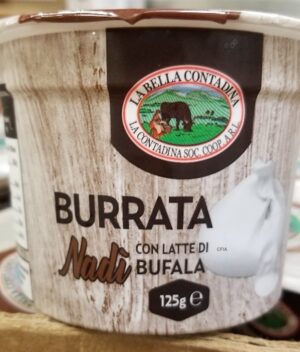 LA BELLA CONTADINA
LA CONTADINA SOC. COOP. A.R.L.
BURRATA
Nadì CON LATTE DI
BUFALA
125g e